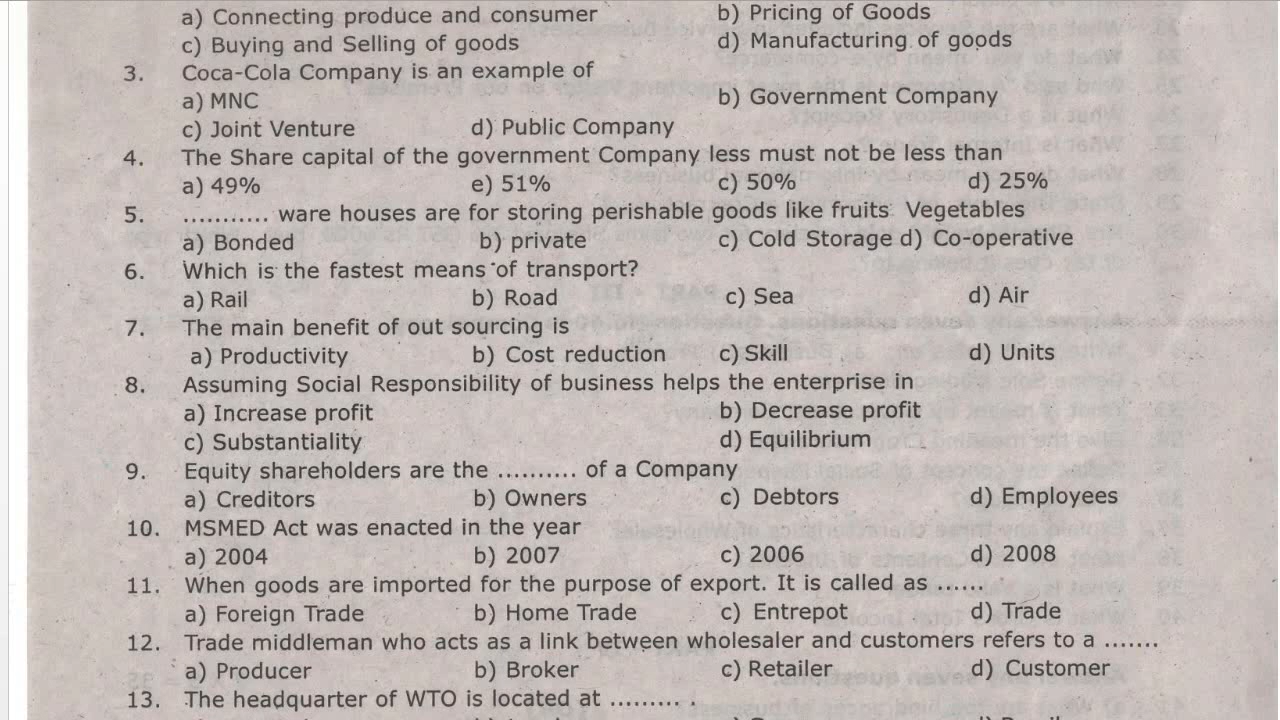 a) Connecting produce and consumer b) Pricing of Goods
c) Buying and Selling of goods d) Manufacturing of goods
3. Coca-Cola Company is an example of
a) MNC b) Government Company
c) Joint Venture d) Public Company
4. The Share capital of the government Company less must not be less than
a) 49% e) 51% c) 50% d) 25%
5. ........... ware houses are for storing perishable goods like fruits Vegetables
a) Bonded b) private c) Cold Storage d) Co-operative
6. Which is the fastest means of transport?
a) Rail b) Road c) Sea d) Air
7. The main benefit of out sourcing is
a) Productivity b) Cost reduction c) Skill d) Units
8. Assuming Social Responsibility of business helps the enterprise in
a) Increase profit b) Decrease profit
c) Substantiality d) Equilibrium
9. Equity shareholders are the .......... of a Company
a) Creditors b) Owners c) Debtors d) Employees
10. MSMED Act was enacted in the year
a) 2004 b) 2007 c) 2006 d) 2008
11. When goods are imported for the purpose of export. It is called as .........
a) Foreign Trade b) Home Trade c) Entrepot d) Trade
12. Trade middleman who acts as a link between wholesaler and customers refers to a .......
a) Producer b) Broker c) Retailer d) Customer
13. The headquarter of WTO is located at ...........